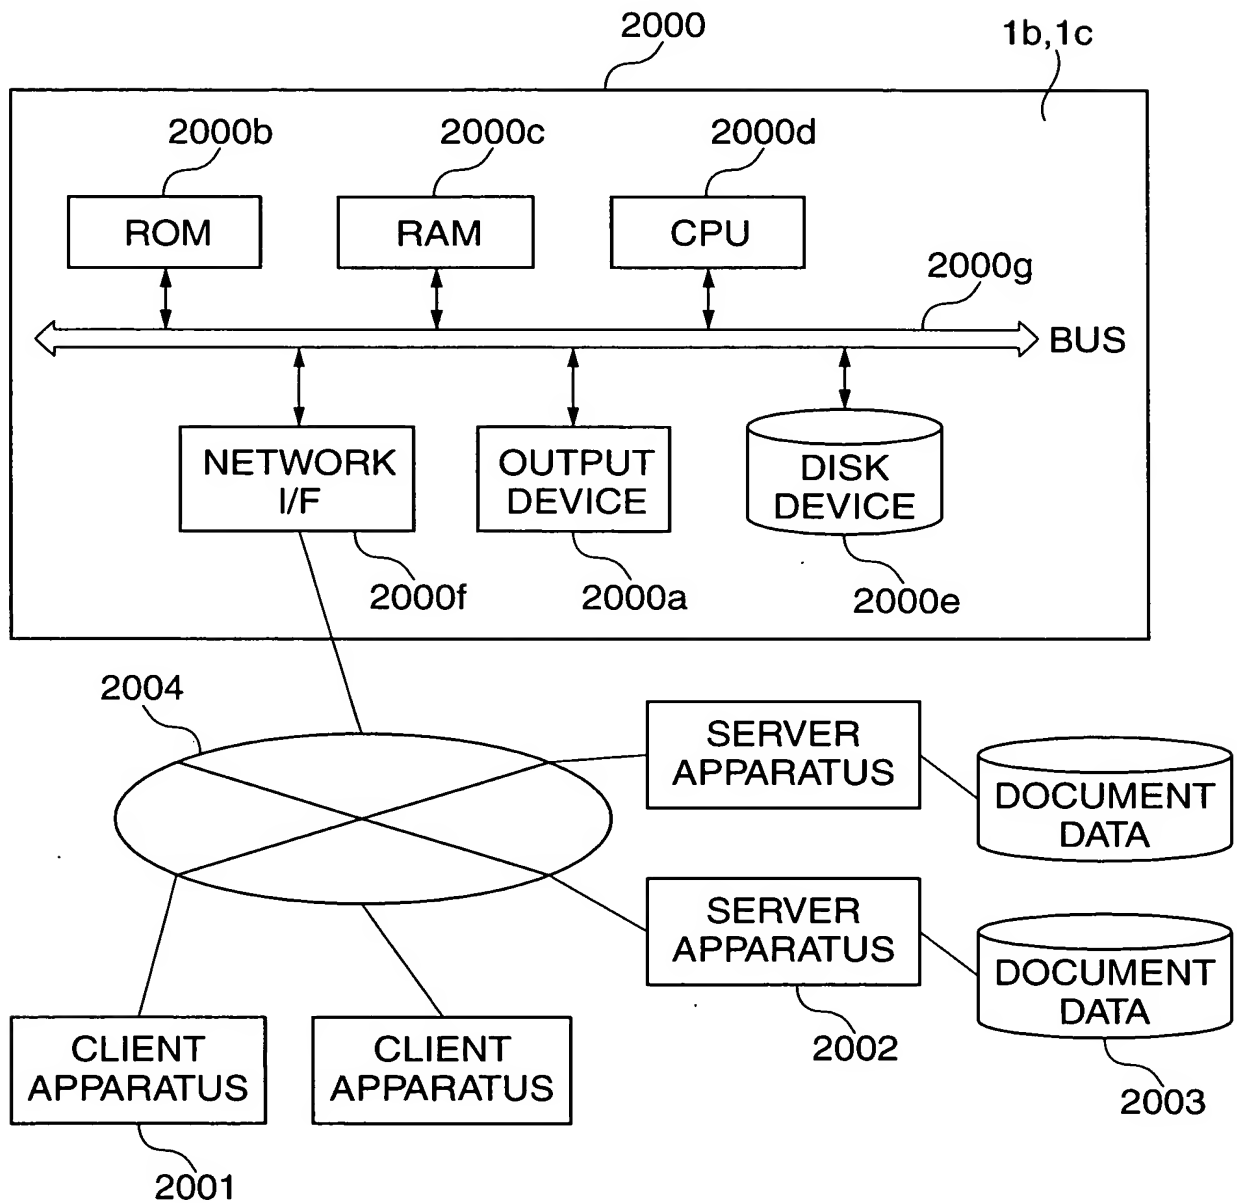 2000
1b,1c
2000b
2000c
2000d
ROM
RAM
CPU
2000g
BUS
NETWORK
I/F
OUTPUT
DEVICE
DISK
DEVICE
2000f
2000a
2000e
2004
SERVER
APPARATUS
DOCUMENT
DATA
SERVER
APPARATUS
DOCUMENT
DATA
2002
2003
CLIENT
APPARATUS
CLIENT
APPARATUS
2001